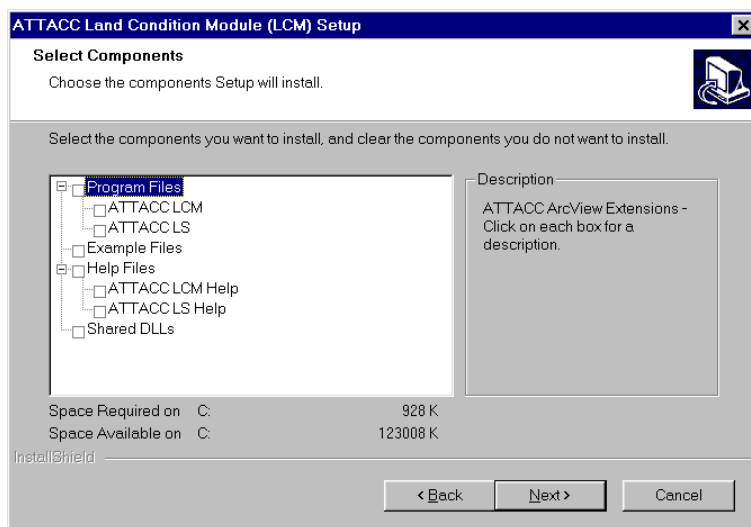 ATTACC Land Condition Module (LCM) Setup
Select Components
Choose the components Setup will install.
Select the components you want to install, and clear the components you do not want to install.
Program Files
ATTACC LCM
ATTACC LS
Example Files
Help Files
ATTACC LCM Help
ATTACC LS Help
Shared DLLs
Description
ATTACC ArcView Extensions -
Click on each box for a
description.
Space Required on C: 928 K
Space Available on C: 123008 K
InstallShield
< Back Next > Cancel